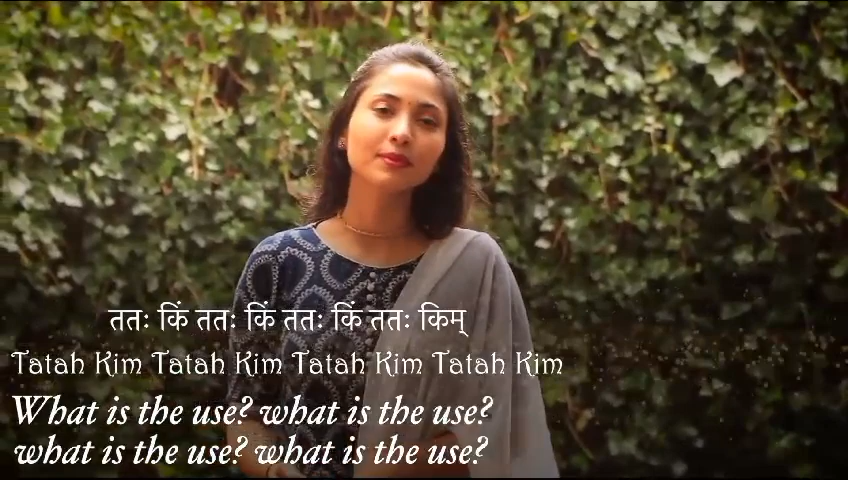 ततः किं ततः किं ततः किं ततः किम्
Tatah Kim Tatah Kim Tatah Kim Tatah Kim
What is the use? what is the use?
what is the use? what is the use?